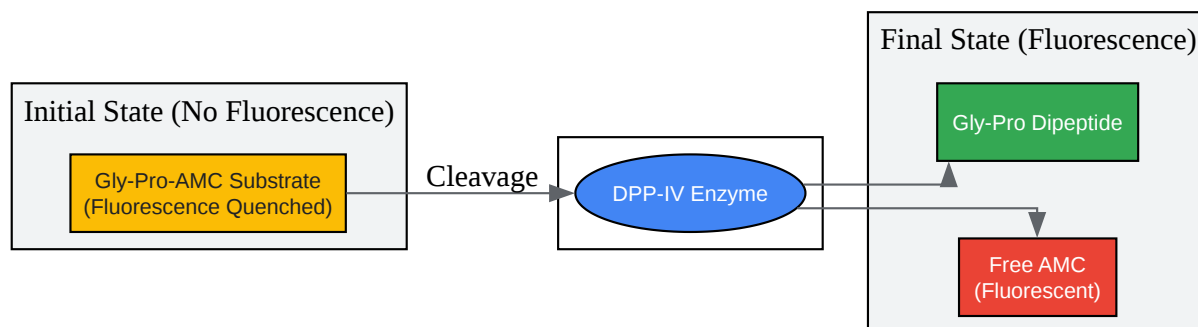 Initial State (No Fluorescence)
Gly-Pro-AMC Substrate
(Fluorescence Quenched)
Cleavage
DPP-IV Enzyme
Final State (Fluorescence)
Gly-Pro Dipeptide
Free AMC
(Fluorescent)